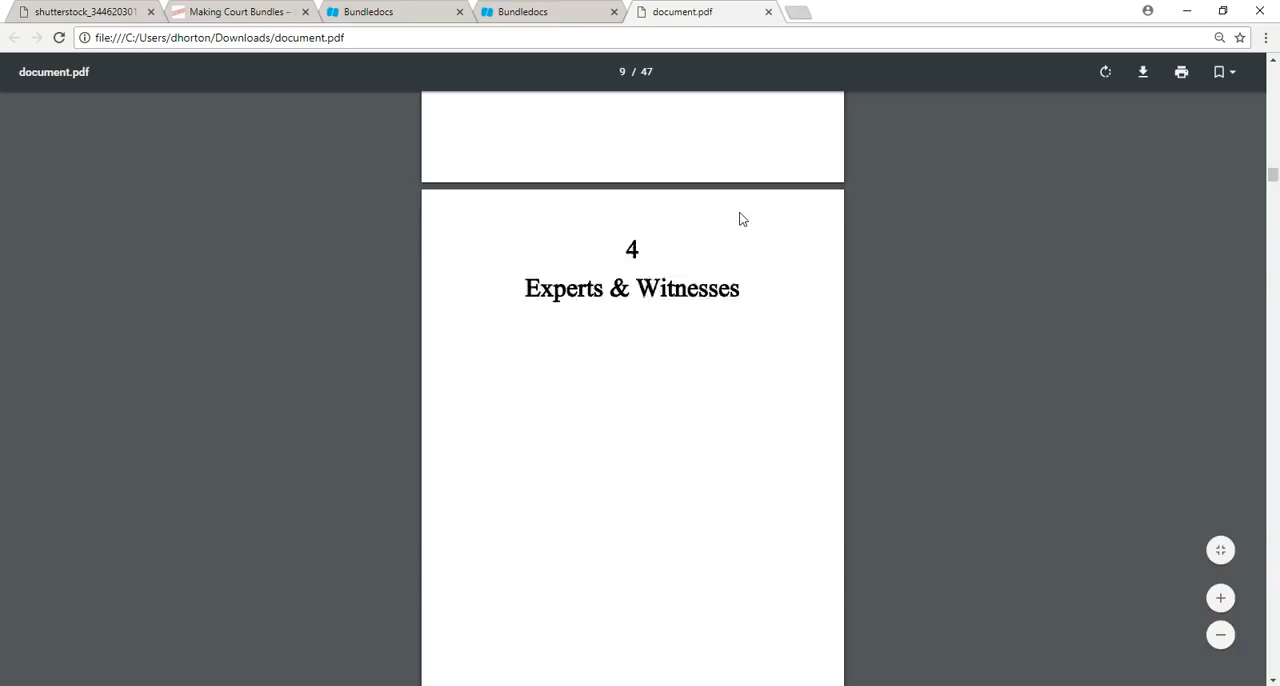 shutterstock_344620301
Making Court Bundles –
Bundledocs
Bundledocs
document.pdf
file:///C:/Users/dhorton/Downloads/document.pdf
document.pdf
9 / 47
4
Experts & Witnesses